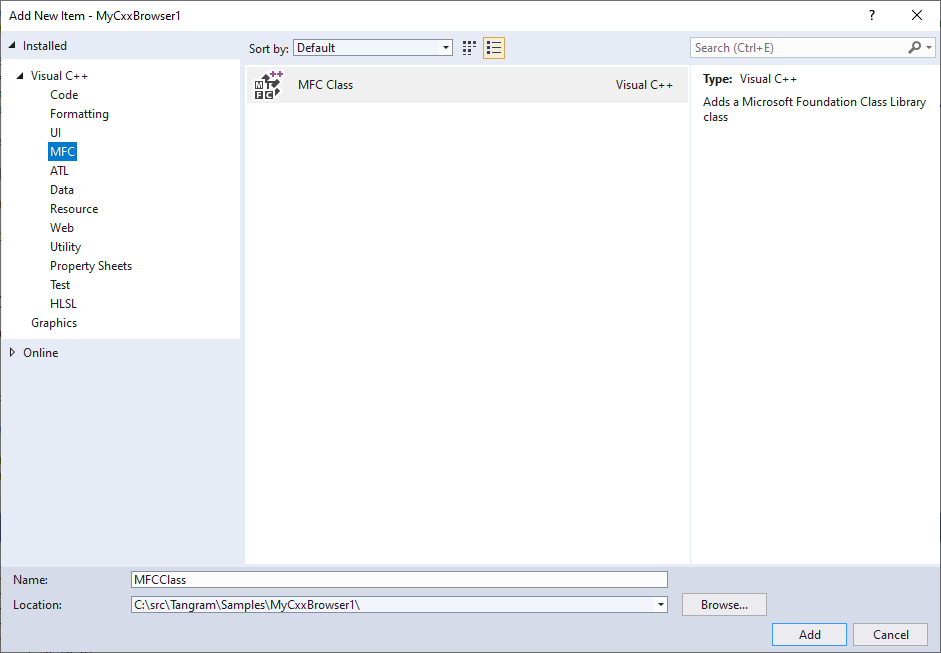 Add New Item - MyCxxBrowser1
?
Installed
Sort by: Default
Search (Ctrl+E)
Visual C++
Code
Formatting
UI
MFC
ATL
Data
Resource
Web
Utility
Property Sheets
Test
HLSL
Graphics
Online
MFC Class
Visual C++
Type: Visual C++
Adds a Microsoft Foundation Class Library
class
Name: MFCClass
Location: C:\src\Tangram\Samples\MyCxxBrowser1\
Browse...
Add
Cancel